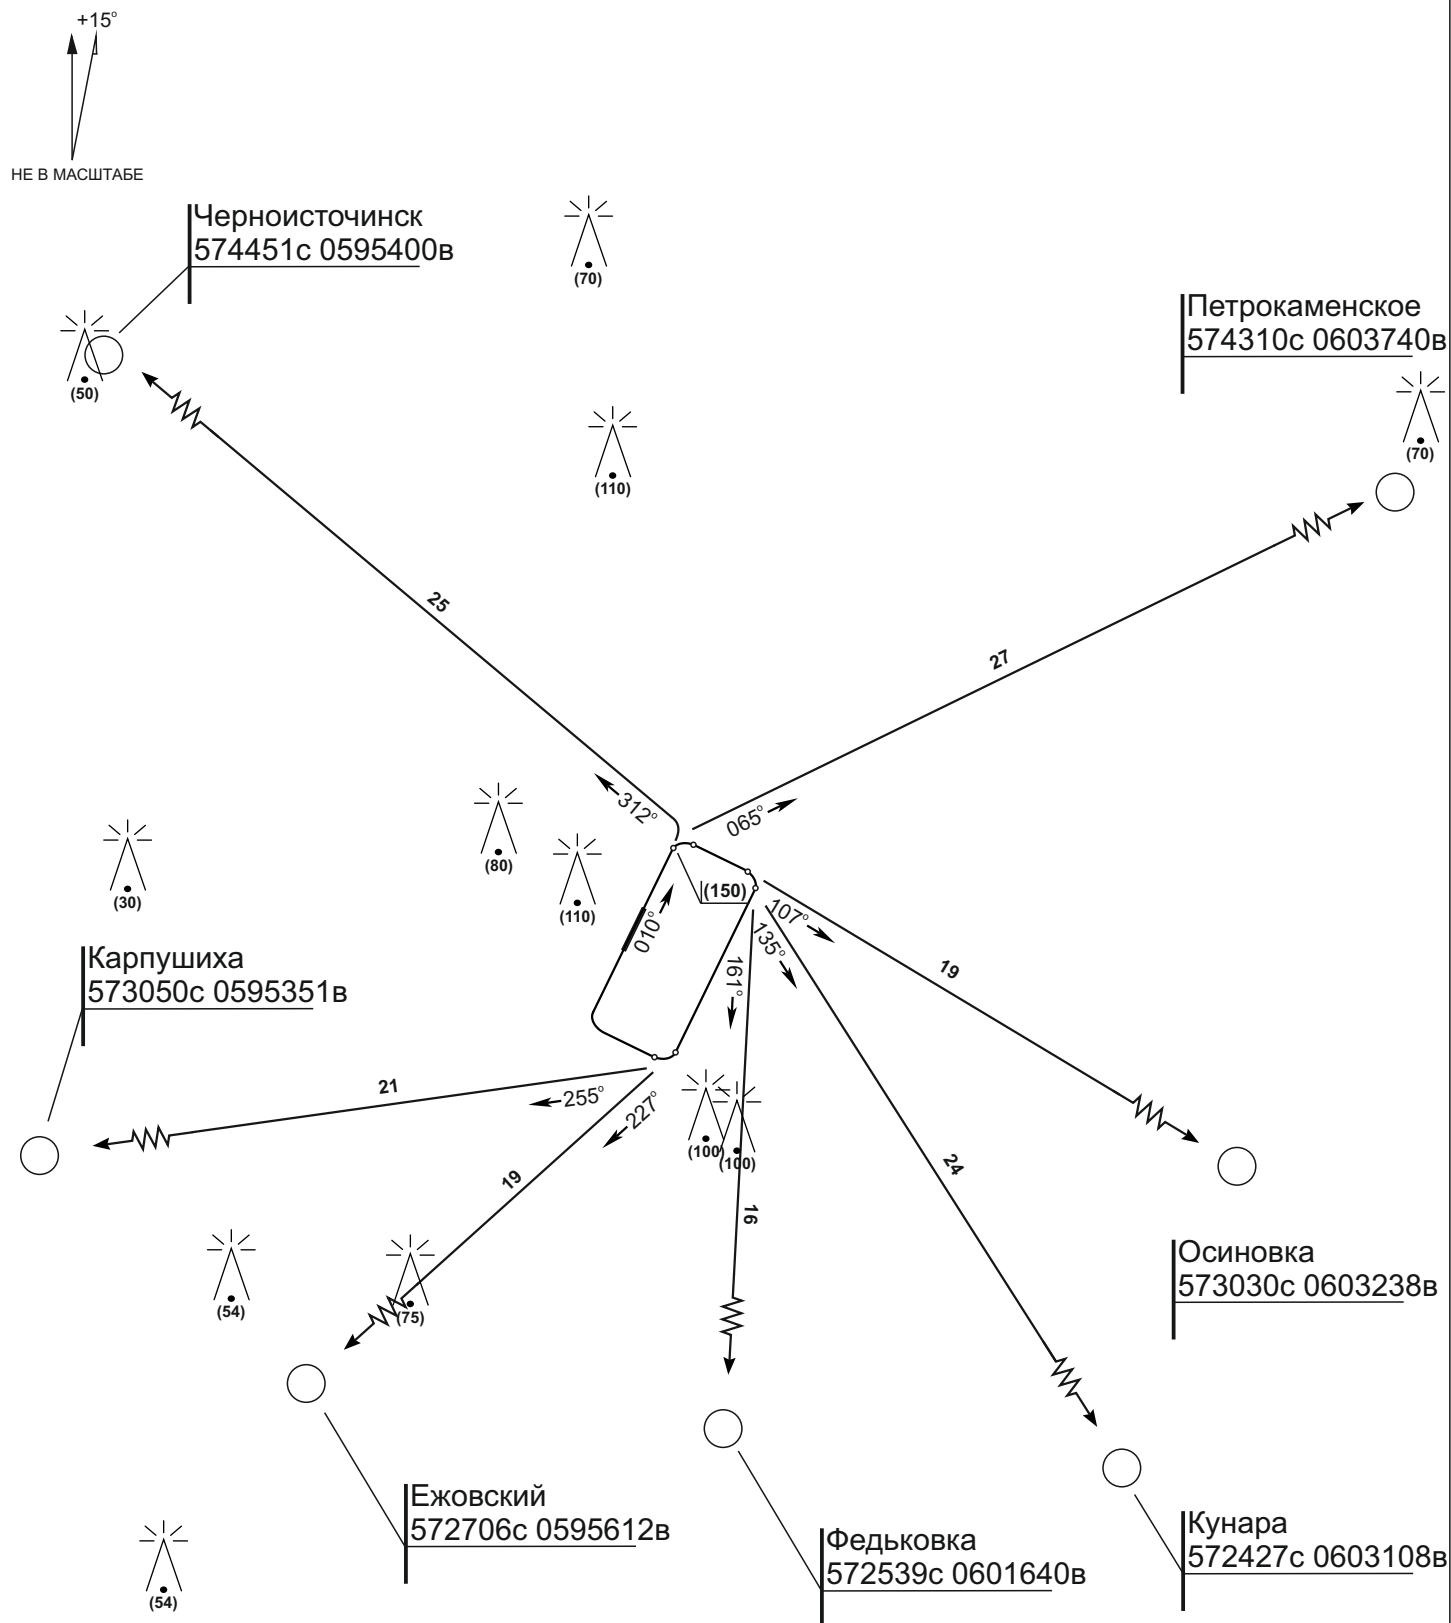 +15°
НЕ В МАСШТАБЕ
Черноисточинск
574451с 0595400в
(70)
Петрокаменское
574310с 0603740в
(50)
(70)
(110)
25
27
312°
065°
(80)
(30)
(110)
(150)
010°
107°
135°
161°
19
Карпушиха
573050с 0595351в
21
255°
227°
(100)
(100)
19
16
24
(54)
(75)
Осиновка
573030с 0603238в
Ежовский
572706с 0595612в
Федьковка
572539с 0601640в
Кунара
572427с 0603108в
(54)